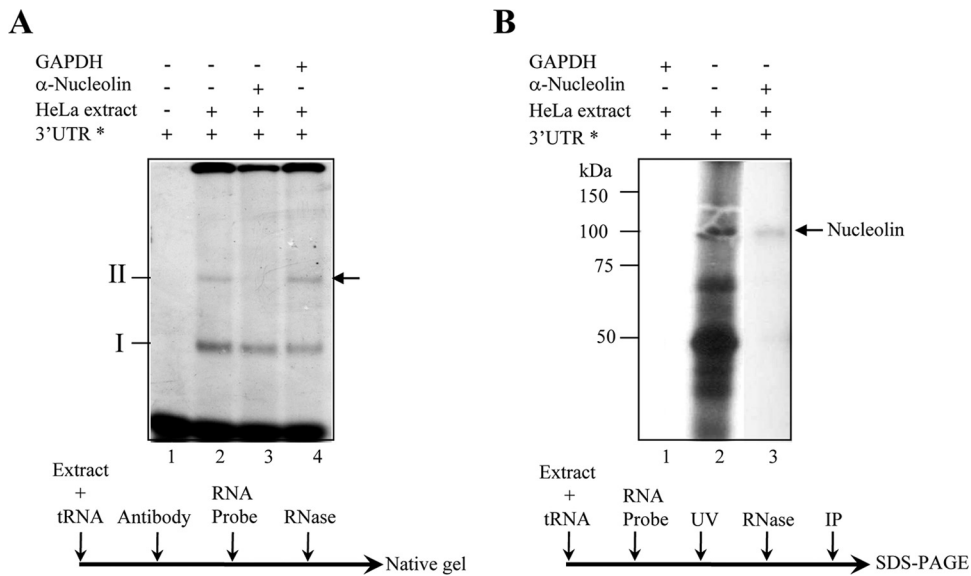 A
GAPDH - - - +
α-Nucleolin - - + -
HeLa extract - + + +
3'UTR * + + + +
II
I
1 2 3 4
Extract + tRNA
Antibody
RNA Probe
RNase
Native gel
B
GAPDH + - -
α-Nucleolin - - +
HeLa extract + + +
3'UTR * + + +
kDa
150
100
75
50
Nucleolin
1 2 3
Extract + tRNA
RNA Probe
UV
RNase
IP
SDS-PAGE